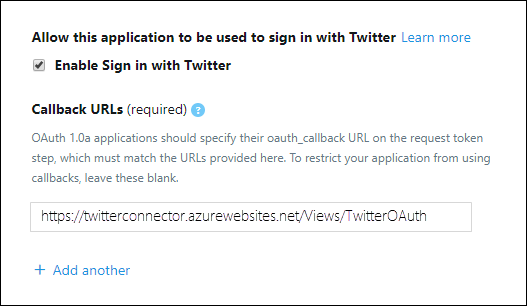 Allow this application to be used to sign in with Twitter Learn more
Enable Sign in with Twitter
Callback URLs (required) ?
OAuth 1.0a applications should specify their oauth_callback URL on the request token
step, which must match the URLs provided here. To restrict your application from using
callbacks, leave these blank.
https://twitterconnector.azurewebsites.net/Views/TwitterOAuth
+ Add another